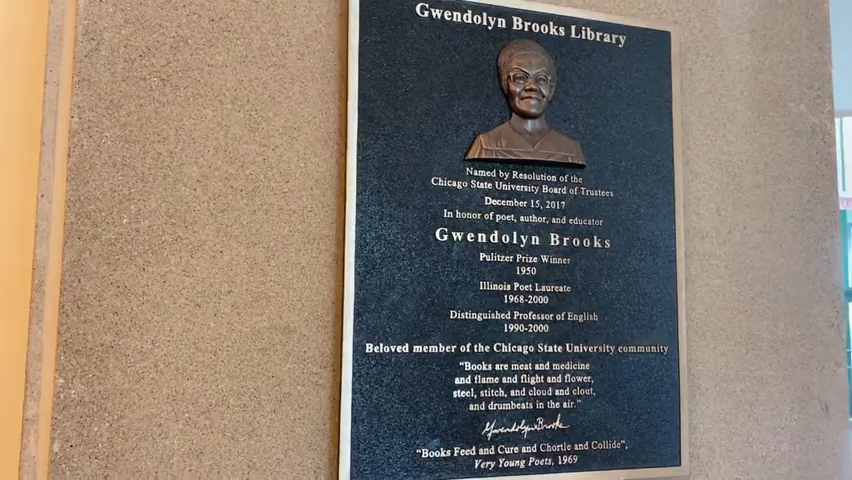 Gwendolyn Brooks Library
Named by Resolution of the
Chicago State University Board of Trustees
December 15, 2017
In honor of poet, author, and educator
Gwendolyn Brooks
Pulitzer Prize Winner
1950
Illinois Poet Laureate
1968-2000
Distinguished Professor of English
1990-2000
Beloved member of the Chicago State University community
“Books are meat and medicine
and flame and flight and flower,
steel, stitch, and cloud and clout,
and drumbeats in the air.”
Gwendolyn Brooks
“Books Feed and Cure and Chortle and Collide”,
Very Young Poets, 1969